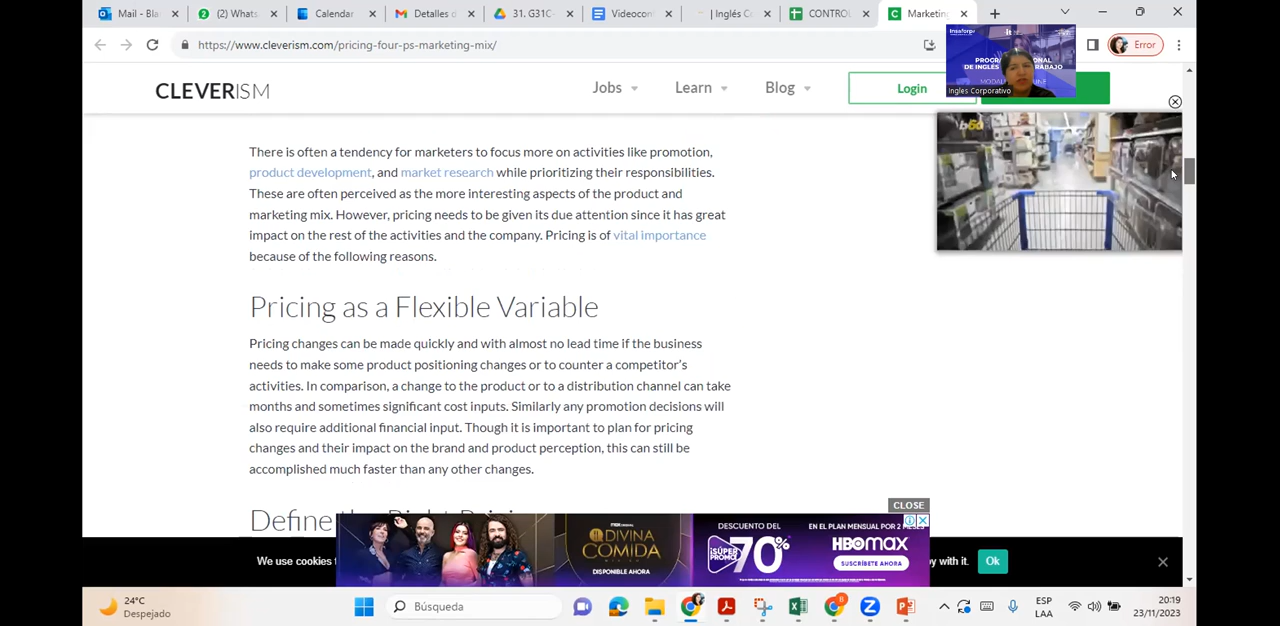 Mail - Bla
(2) Whats
Calendar
Detalles d
31. G31C-
Videocon
| Inglés C
CONTROL
Marketing
https://www.cleverism.com/pricing-four-ps-marketing-mix/
Error
Ingles Corporativo
CLEVERISM
Jobs
Learn
Blog
Login
There is often a tendency for marketers to focus more on activities like promotion,
product development, and market research while prioritizing their responsibilities.
These are often perceived as the more interesting aspects of the product and
marketing mix. However, pricing needs to be given its due attention since it has great
impact on the rest of the activities and the company. Pricing is of vital importance
because of the following reasons.
Pricing as a Flexible Variable
Pricing changes can be made quickly and with almost no lead time if the business
needs to make some product positioning changes or to counter a competitor's
activities. In comparison, a change to the product or to a distribution channel can take
months and sometimes significant cost inputs. Similarly any promotion decisions will
also require additional financial input. Though it is important to plan for pricing
changes and their impact on the brand and product perception, this can still be
accomplished much faster than any other changes.
CLOSE
Define
DIVINA
COMIDA
DISPONIBLE AHORA
DESCUENTO DEL
¡SÚPER
PROMO
70%
EN EL PLAN MENSUAL POR
HBOMAX
SUSCRÍBETE AHORA
We use cookies
y with it.
Ok
24°C
Despejado
Búsqueda
ESP
LAA
20:19
23/11/2023